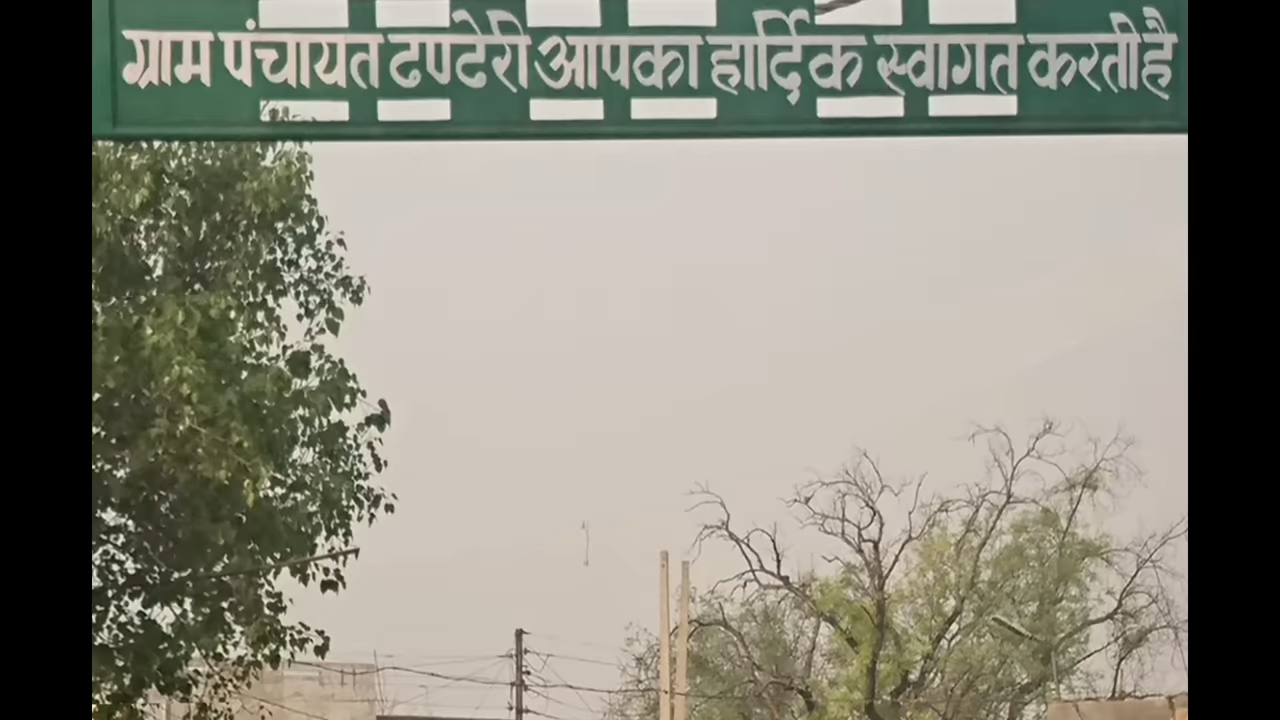 ग्राम पंचायत ढण्ढेरी आपका हार्दिक स्वागत करती है